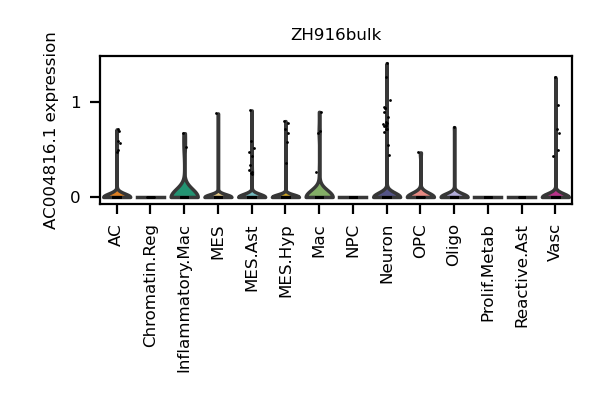 ZH916bulk
AC004816.1 expression
1
0
AC
Chromatin.Reg
Inflammatory.Mac
MES
MES.Ast
MES.Hyp
Mac
NPC
Neuron
OPC
Oligo
Prolif.Metab
Reactive.Ast
Vasc